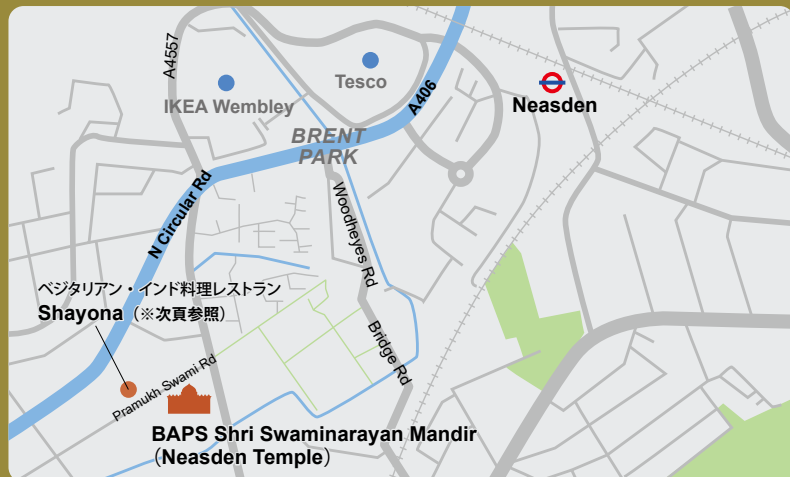 A4557
IKEA Wembley
Tesco
A406
Neasden
BRENT
PARK
N Circular Rd
Woodheyes Rd
ベジタリアン・インド料理レストラン
Shayona（※次頁参照）
Bridge Rd
Pramukh Swami Rd
BAPS Shri Swaminarayan Mandir
（Neasden Temple）